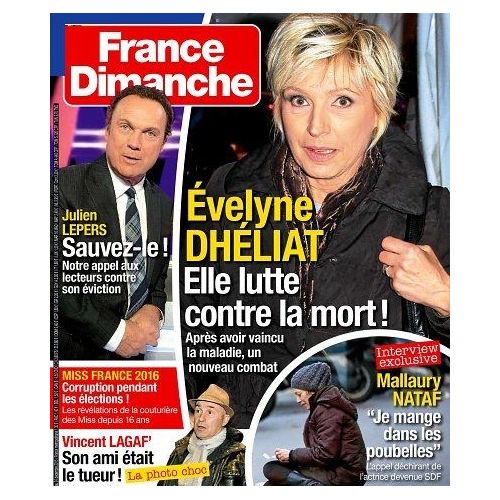 France
Dimanche
Julien
LEPERS
Sauvez-le !
Notre appel aux
lecteurs contre
son éviction
Évelyne
DHÉLIAT
Elle lutte
contre la mort !
Après avoir vaincu
la maladie, un
nouveau combat
MISS FRANCE 2016
Corruption pendant
les élections !
Les révélations de la couturière
des Miss depuis 16 ans
Vincent LAGAF'
Son ami était
le tueur !
La photo choc
Interview
exclusive
Mallaury
NATAF
"Je mange
dans les
poubelles"
L'appel déchirant de
l'actrice devenue SDF